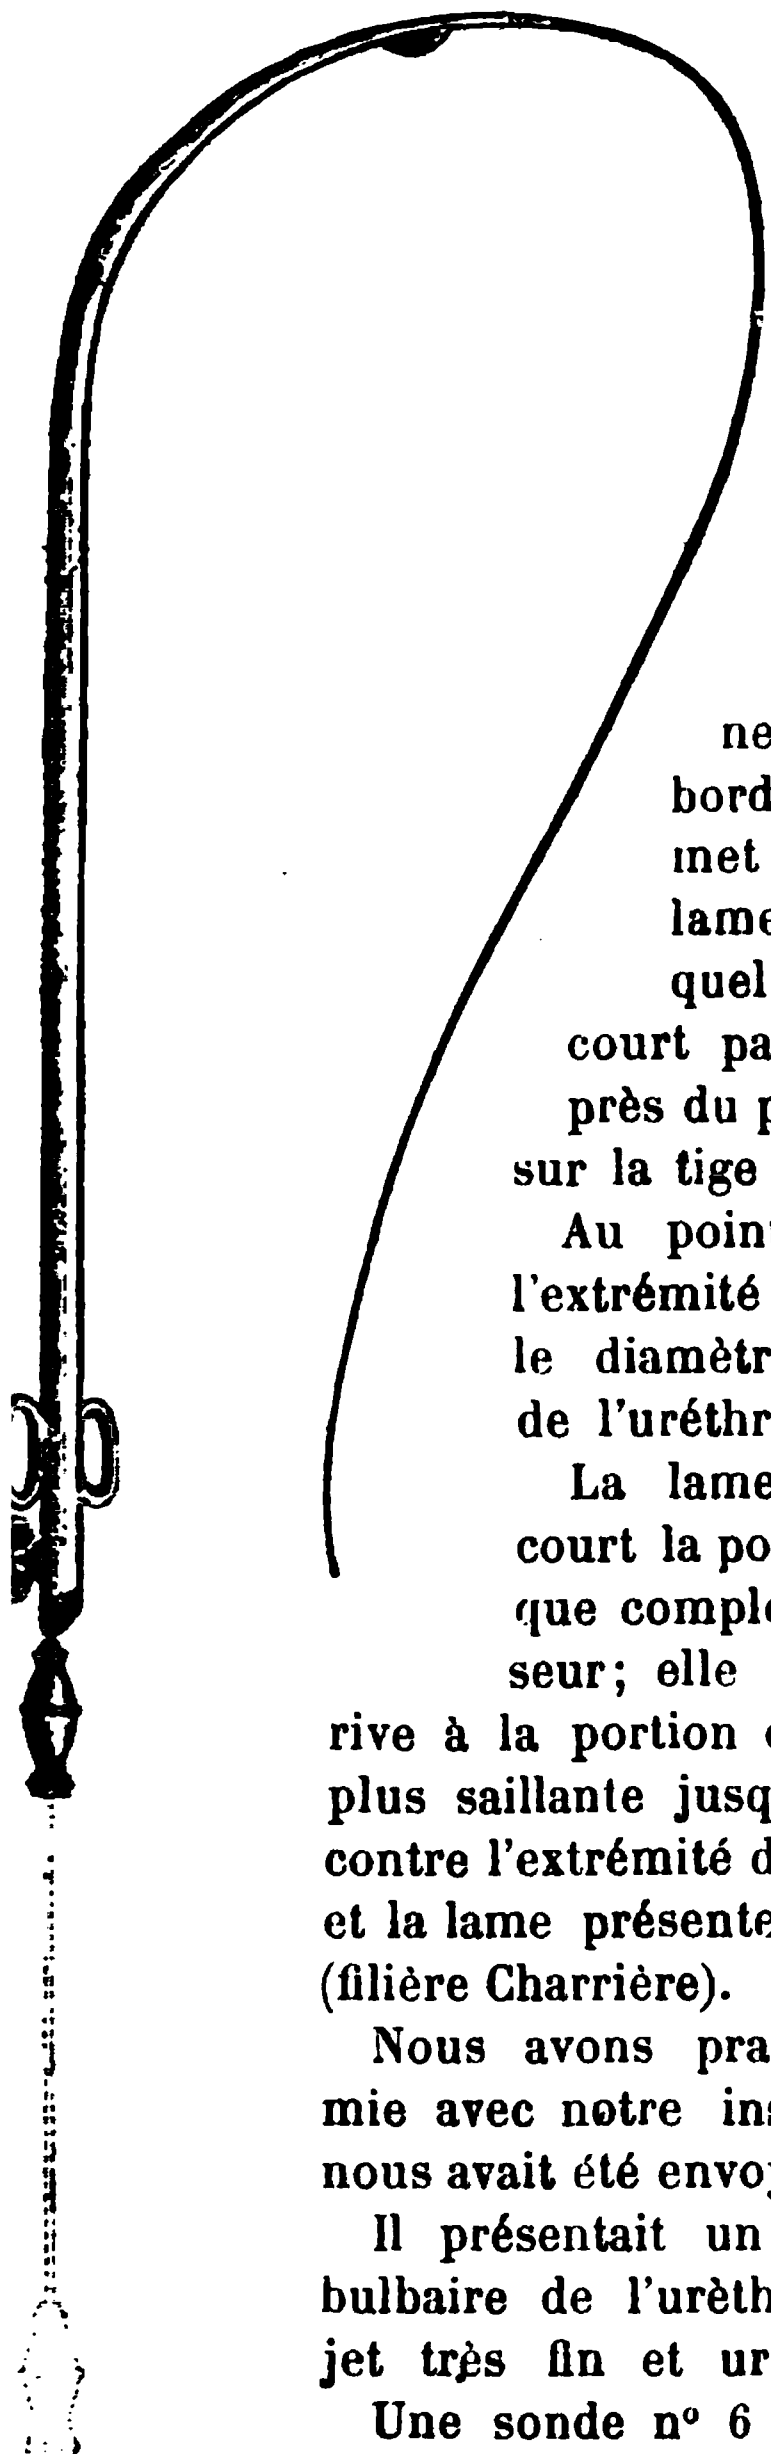 ne
bord
met
lame
quel
court pa
près du p
sur la tige
Au poin
l'extrémité
le diamètr
de l'uréthr
La lame
court la po
que complé
seur; elle
rive à la portion
plus saillante jusq
contre l'extrémité d
et la lame présente
(filière Charrière).
Nous avons pra
mie avec notre ins
nous avait été envoy
Il présentait un
bulbaire de l'urèth
jet très fin et ur
Une sonde nº 6